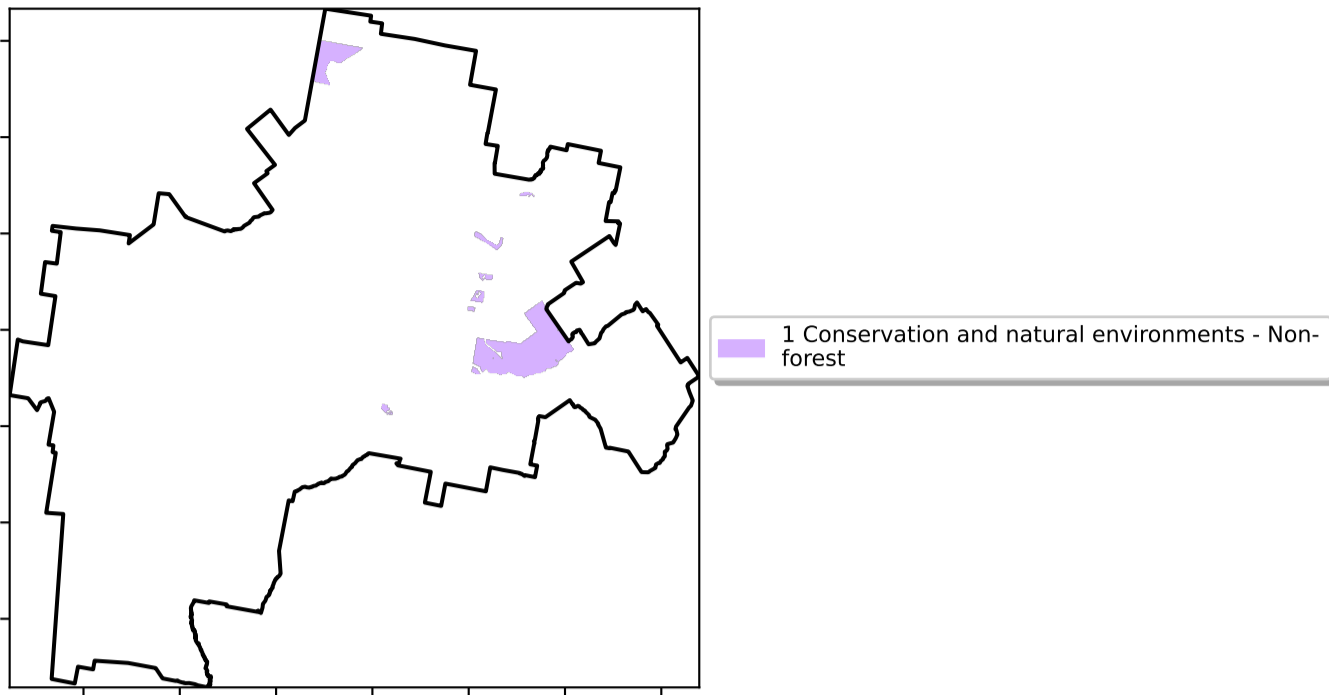 1 Conservation and natural environments - Non-
forest